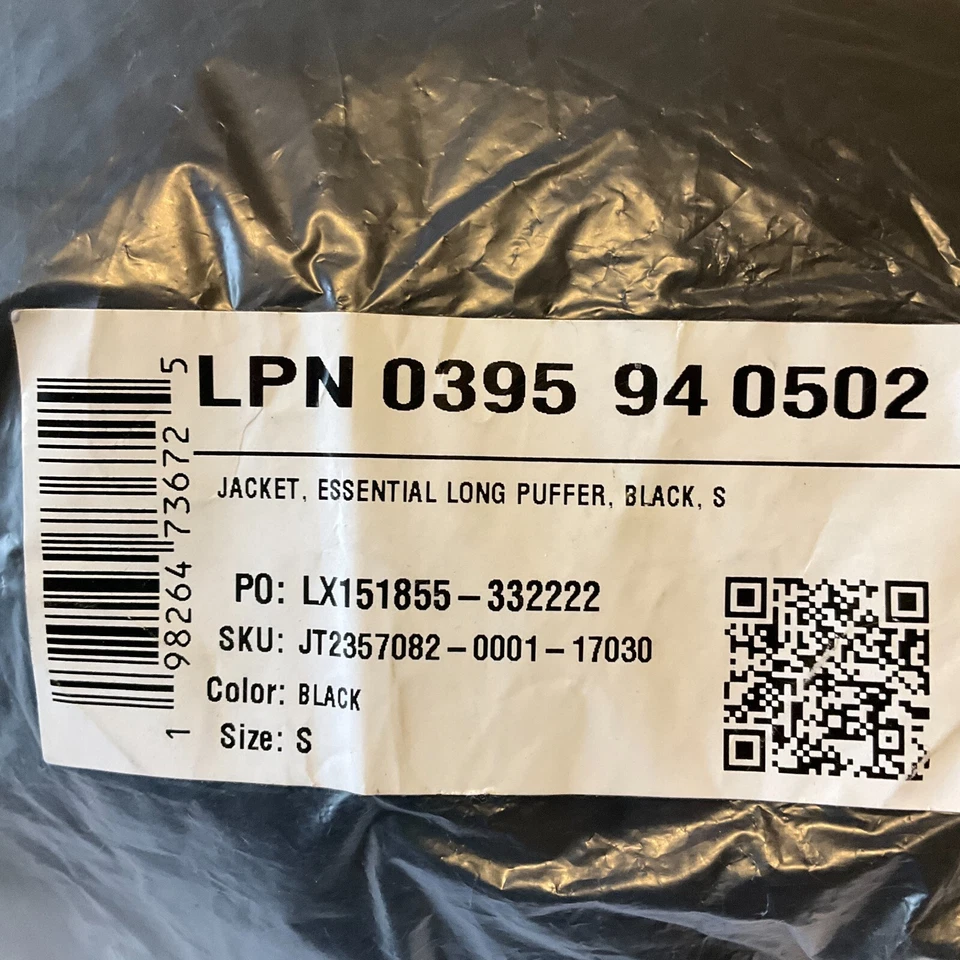 LPN 0395 94 0502
JACKET, ESSENTIAL LONG PUFFER, BLACK, S
PO: LX151855-332222
SKU: JT2357082-0001-17030
Color: BLACK
Size: S
1 98264 73672 5